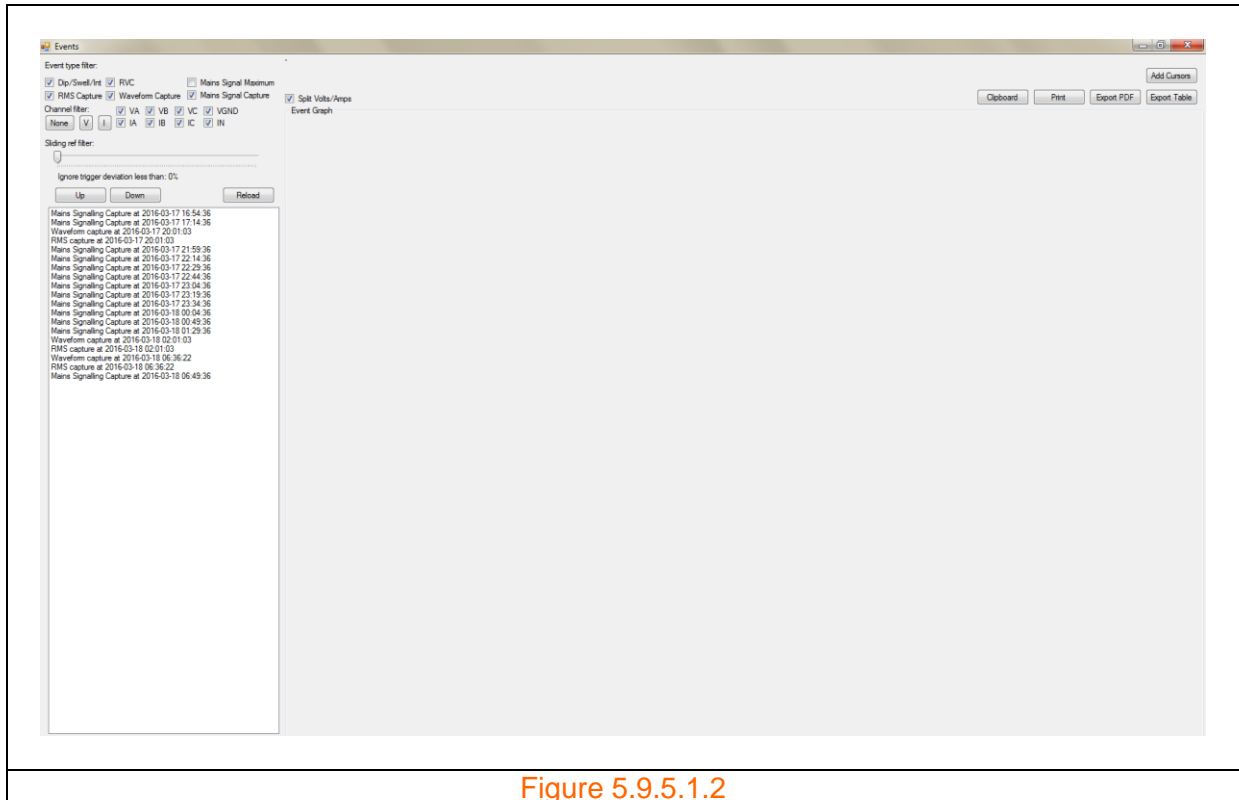 Events
Event type filter:
Dip/Swell/Int RVC Mains Signal Maximum
RMS Capture Waveform Capture Mains Signal Capture
Channel filter: VA VB VC VGND
None V I IA IB IC IN
Sliding ref filter:
Ignore trigger deviation less than: 0%
Up Down Reload
Mains Signalling Capture at 2016-03-17 16:54:36
Mains Signalling Capture at 2016-03-17 17:14:36
Waveform capture at 2016-03-17 20:01:03
RMS capture at 2016-03-17 20:01:03
Mains Signalling Capture at 2016-03-17 21:59:36
Mains Signalling Capture at 2016-03-17 22:14:36
Mains Signalling Capture at 2016-03-17 22:29:36
Mains Signalling Capture at 2016-03-17 22:44:36
Mains Signalling Capture at 2016-03-17 23:04:36
Mains Signalling Capture at 2016-03-17 23:19:36
Mains Signalling Capture at 2016-03-17 23:34:36
Mains Signalling Capture at 2016-03-18 00:04:36
Mains Signalling Capture at 2016-03-18 00:49:36
Mains Signalling Capture at 2016-03-18 01:29:36
Waveform capture at 2016-03-18 02:01:03
RMS capture at 2016-03-18 02:01:03
Waveform capture at 2016-03-18 06:36:22
RMS capture at 2016-03-18 06:36:22
Mains Signalling Capture at 2016-03-18 06:49:36
Add Cursors
Split Volts/Amps Clipboard Print Export PDF Export Table
Event Graph
Figure 5.9.5.1.2